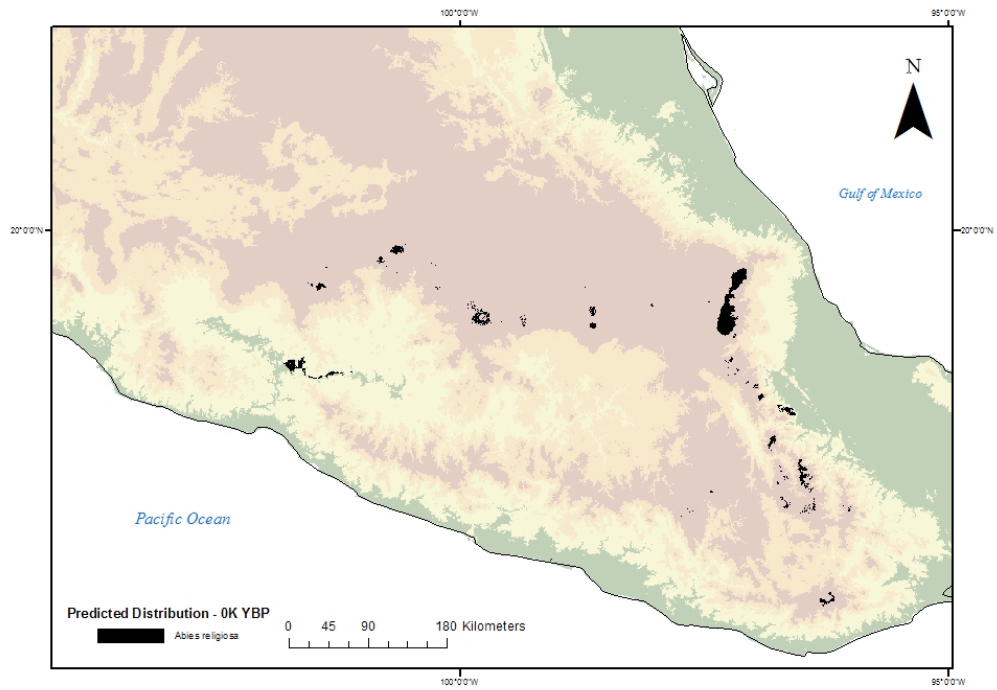 100°0'0"W 95°0'0"W
N
Gulf of Mexico
20°0'0"N 20°0'0"N
Pacific Ocean
Predicted Distribution - 0K YBP
Abies religiosa
0 45 90 180 Kilometers
100°0'0"W 95°0'0"W